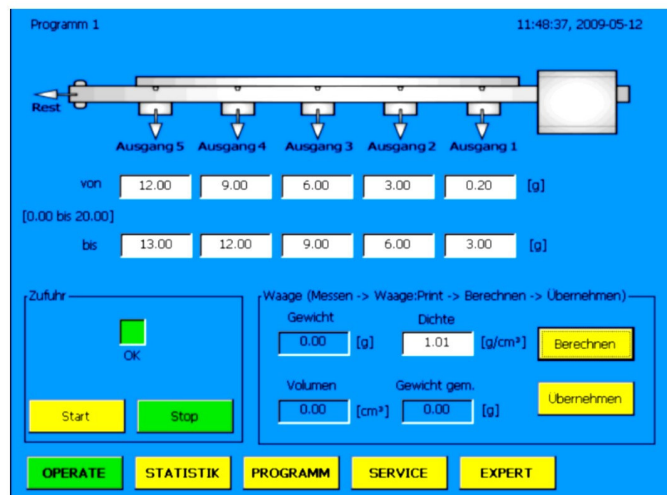 Programm 1 11:48:37, 2009-05-12
Rest
Ausgang 5 Ausgang 4 Ausgang 3 Ausgang 2 Ausgang 1
von 12.00 9.00 6.00 3.00 0.20 [g]
[0.00 bis 20.00]
bis 13.00 12.00 9.00 6.00 3.00 [g]
Zufuhr Waage (Messen -> Waage:Print -> Berechnen -> Übernehmen)
Gewicht Dichte
0.00 [g] 1.01 [g/cm³] Berechnen
OK
Volumen Gewicht gem.
Start Stop 0.00 [cm³] 0.00 [g] Übernehmen
OPERATE STATISTIK PROGRAMM SERVICE EXPERT